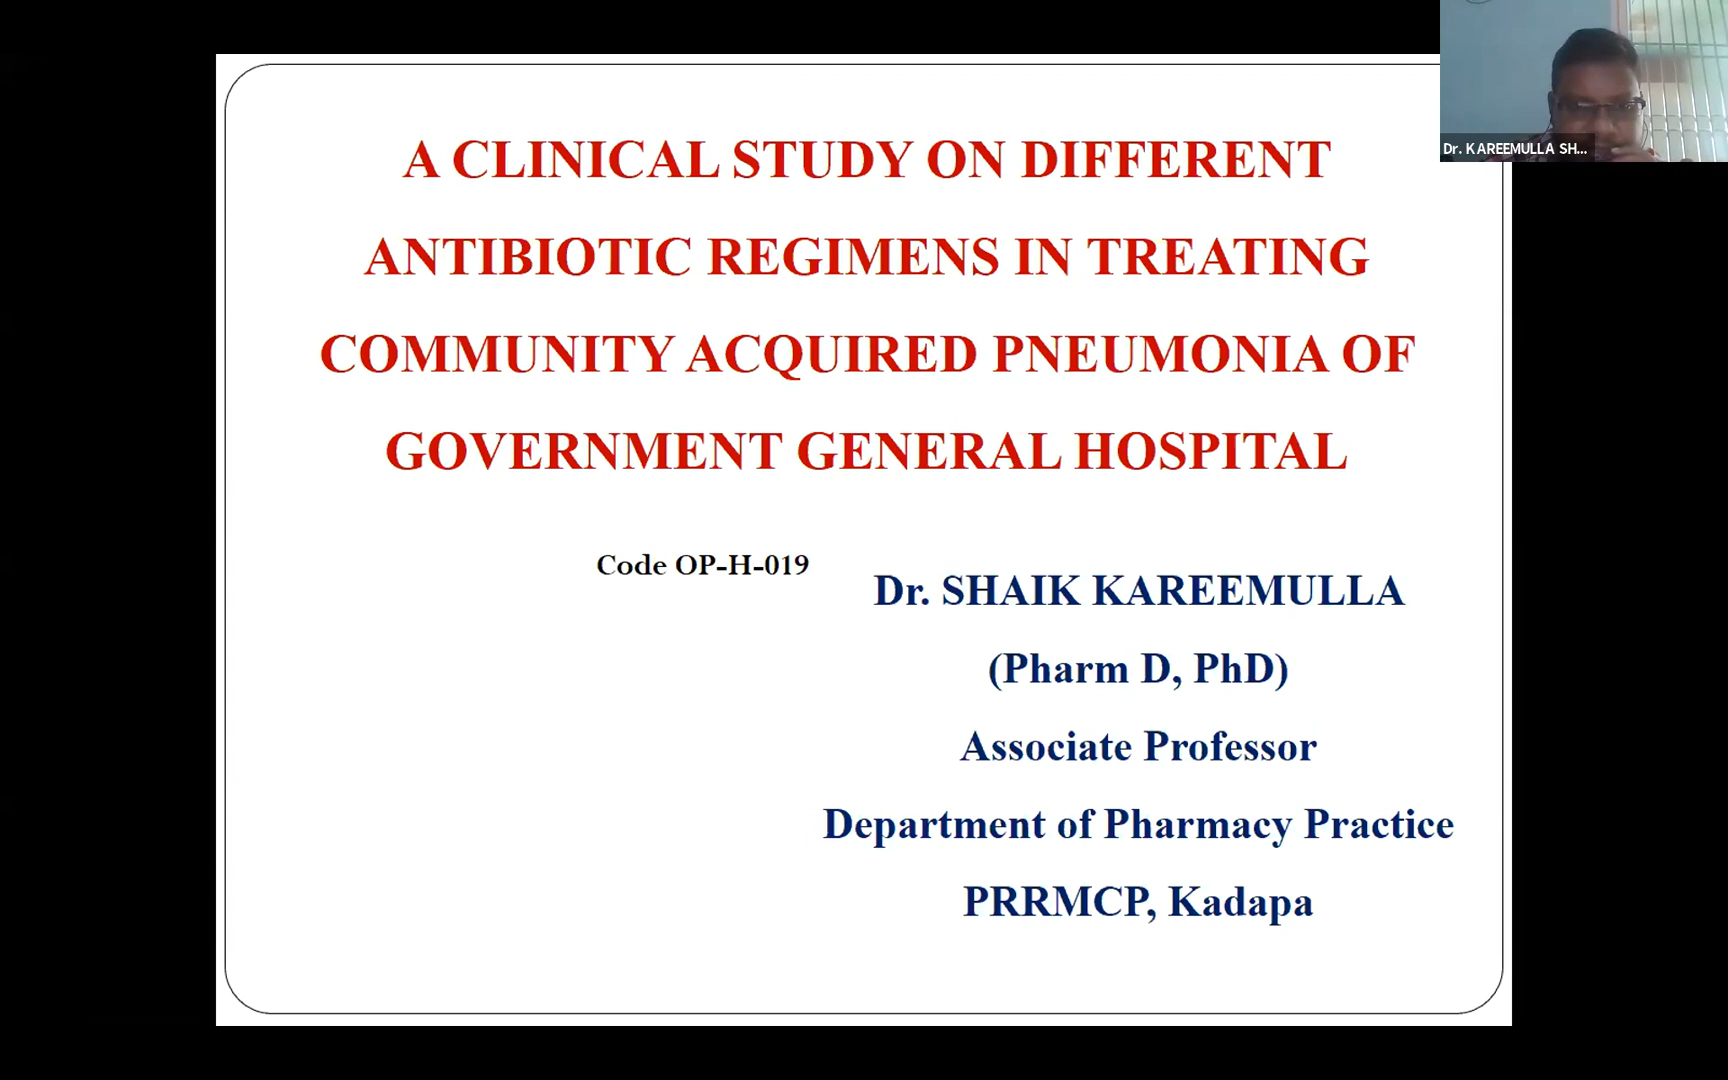 A CLINICAL STUDY ON DIFFERENT
ANTIBIOTIC REGIMENS IN TREATING
COMMUNITY ACQUIRED PNEUMONIA OF
GOVERNMENT GENERAL HOSPITAL
Code OP-H-019
Dr. SHAIK KAREEMULLA
(Pharm D, PhD)
Associate Professor
Department of Pharmacy Practice
PRRMCP, Kadapa
Dr. KAREEMULLA SH...